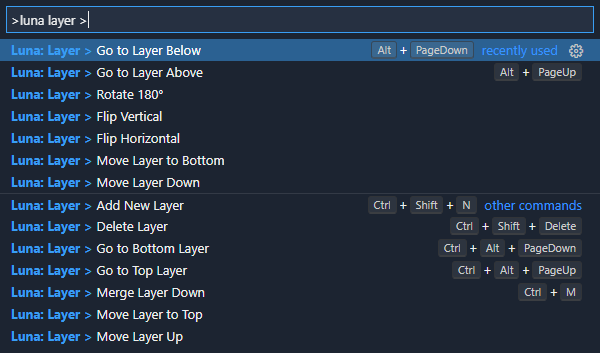 >luna layer >
Luna: Layer > Go to Layer Below Alt + PageDown recently used
Luna: Layer > Go to Layer Above Alt + PageUp
Luna: Layer > Rotate 180°
Luna: Layer > Flip Vertical
Luna: Layer > Flip Horizontal
Luna: Layer > Move Layer to Bottom
Luna: Layer > Move Layer Down
Luna: Layer > Add New Layer Ctrl + Shift + N other commands
Luna: Layer > Delete Layer Ctrl + Shift + Delete
Luna: Layer > Go to Bottom Layer Ctrl + Alt + PageDown
Luna: Layer > Go to Top Layer Ctrl + Alt + PageUp
Luna: Layer > Merge Layer Down Ctrl + M
Luna: Layer > Move Layer to Top
Luna: Layer > Move Layer Up